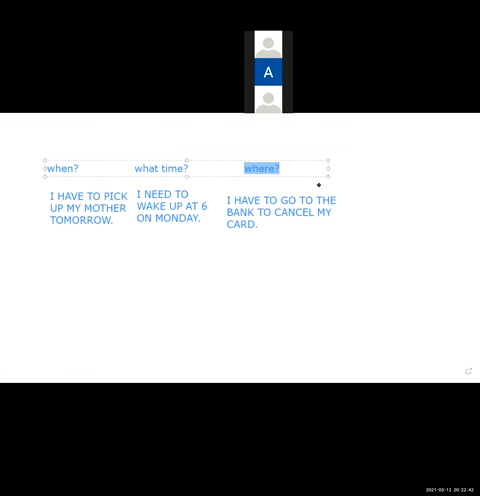 A
when? what time? where?
I HAVE TO PICK
UP MY MOTHER
TOMORROW.
I NEED TO
WAKE UP AT 6
ON MONDAY.
I HAVE TO GO TO THE
BANK TO CANCEL MY
CARD.
2021-03-12 20:22:42